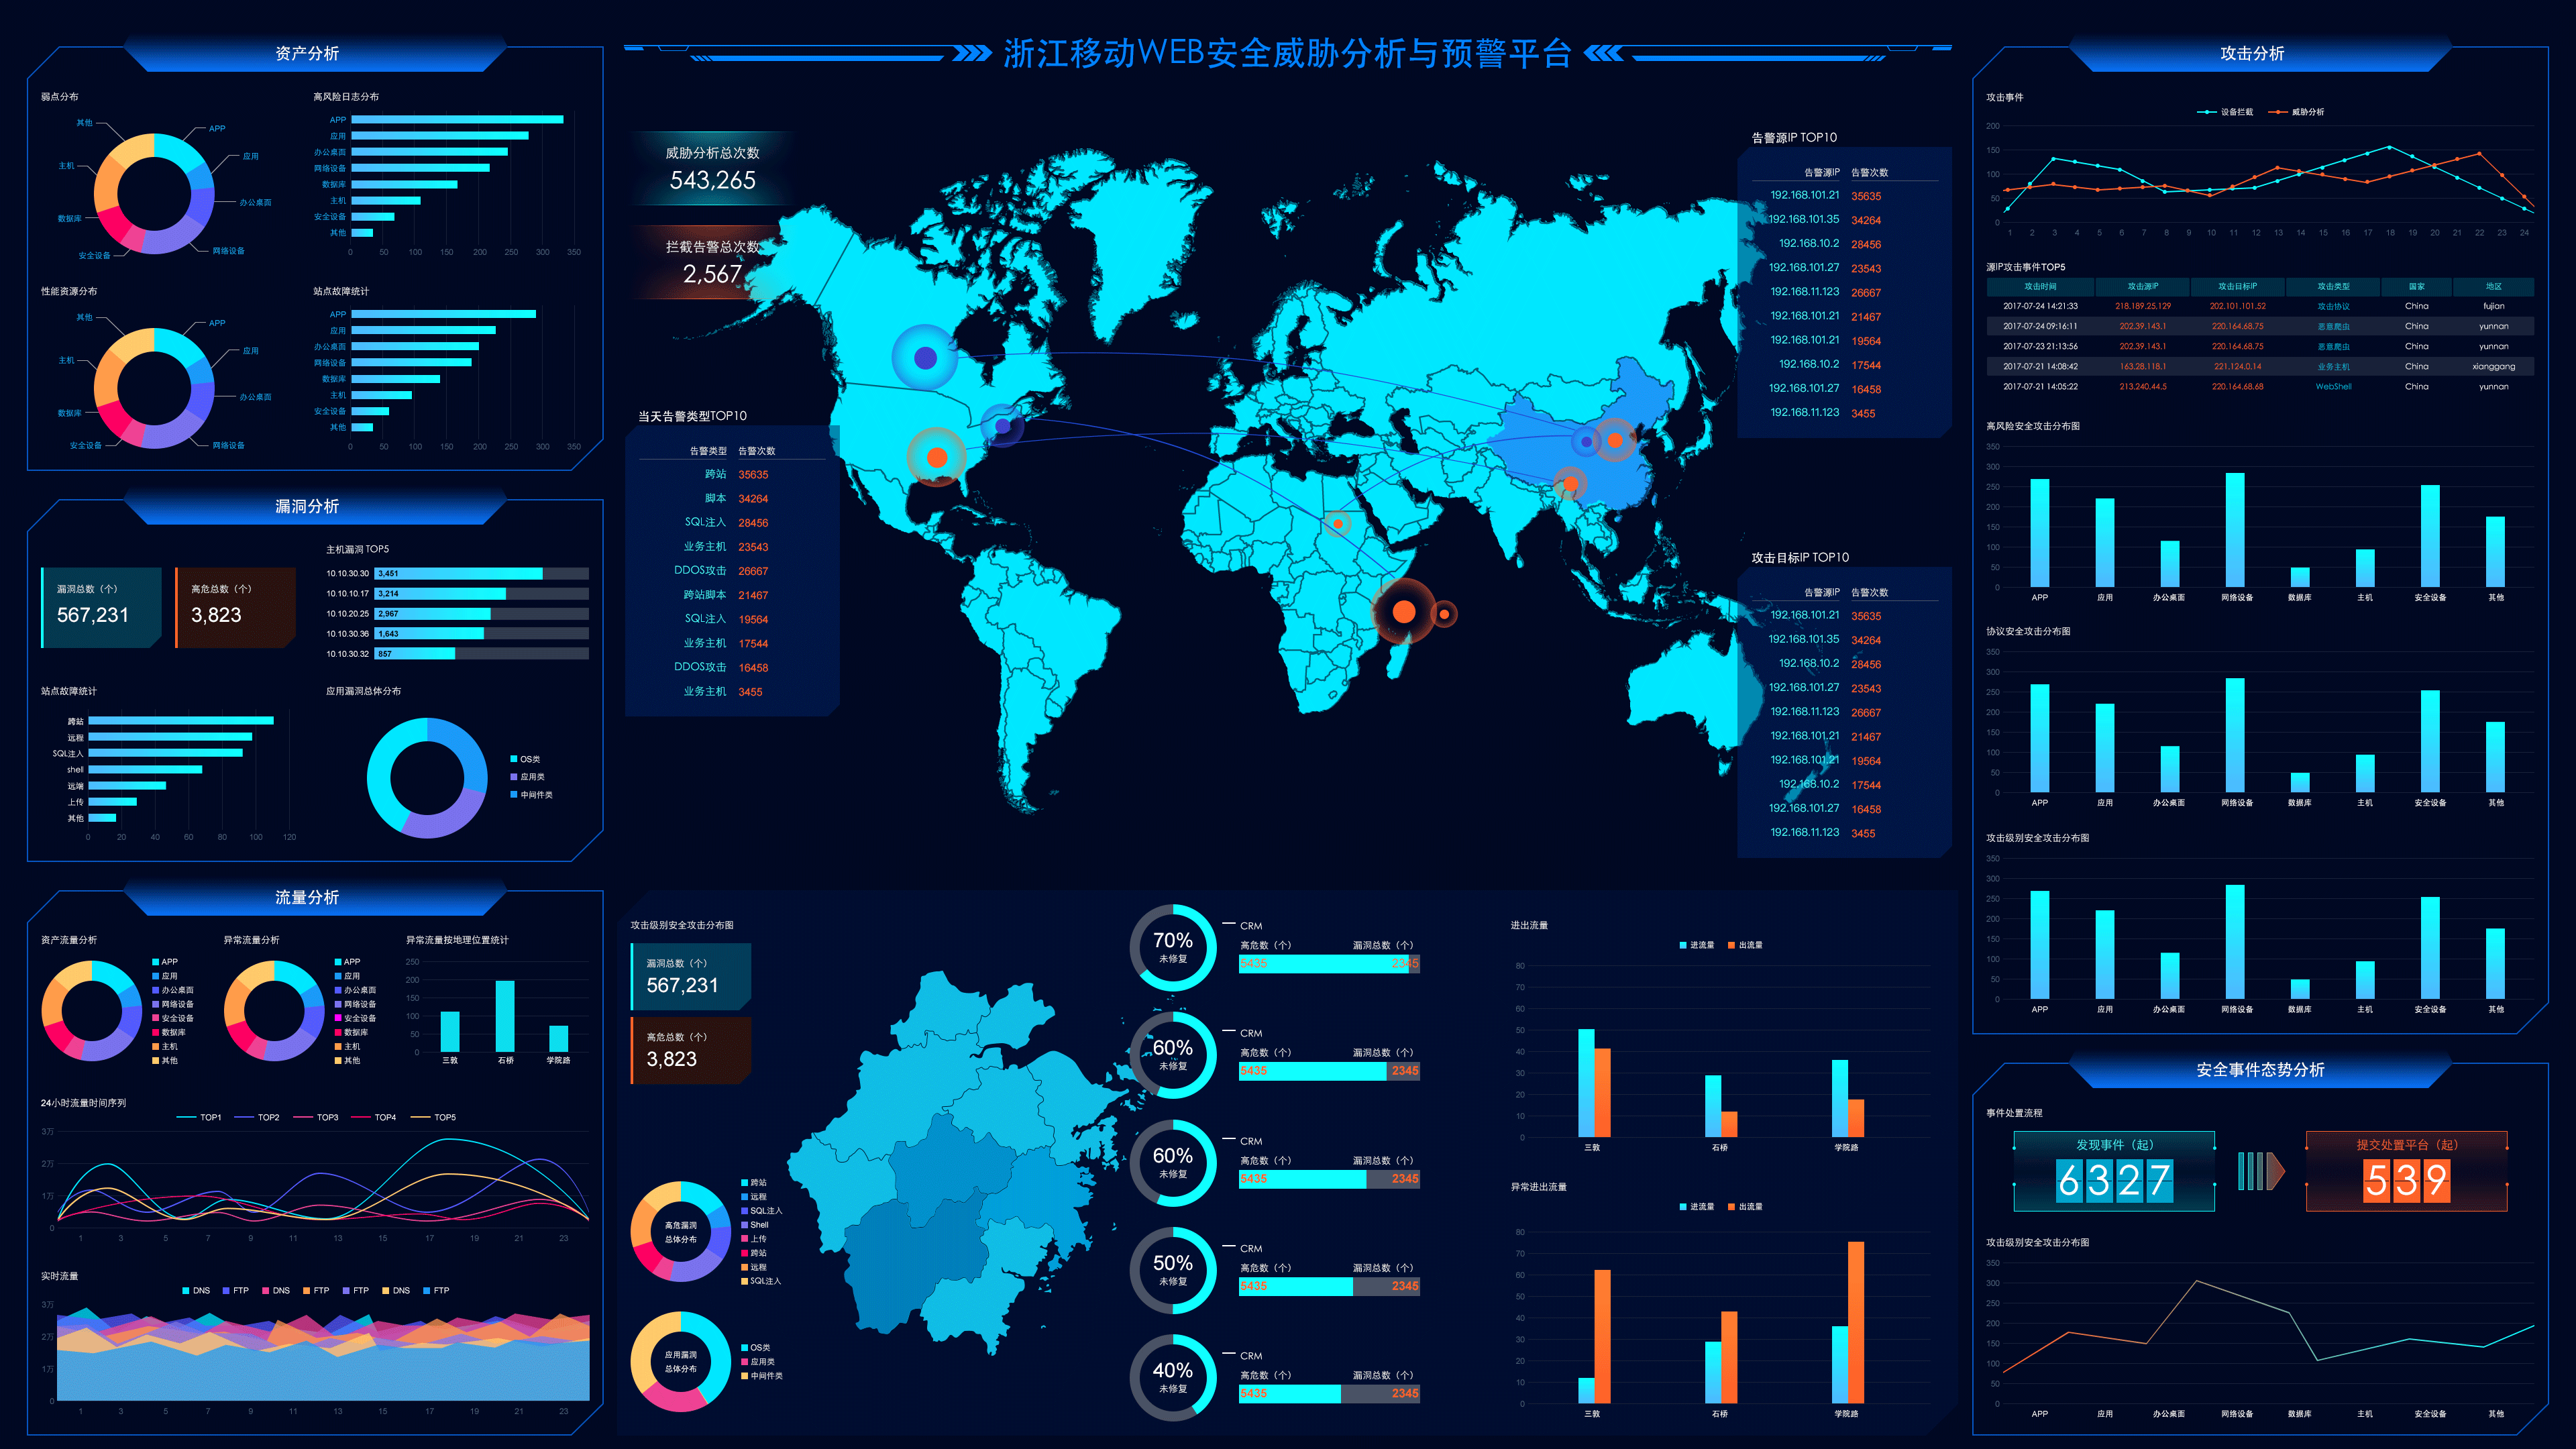 浙江移动WEB安全威胁分析与预警平台
资产分析
弱点分布
其他
APP
应用
主机
办公桌面
数据库
安全设备
网络设备
高风险日志分布
APP
应用
办公桌面
网络设备
数据库
主机
安全设备
其他
0 50 100 150 200 250 300 350
性能资源分布
其他
APP
应用
主机
办公桌面
数据库
安全设备
网络设备
站点故障统计
APP
应用
办公桌面
网络设备
数据库
主机
安全设备
其他
0 50 100 150 200 250 300 350
漏洞分析
漏洞总数（个）
567,231
高危总数（个）
3,823
主机漏洞 TOP5
10.10.30.30 3,451
10.10.10.17 3,214
10.10.20.25 2,967
10.10.30.36 1,643
10.10.30.32 857
站点故障统计
跨站
远程
SQL注入
shell
远端
上传
其他
0 20 40 60 80 100 120
应用漏洞总体分布
OS类
应用类
中间件类
流量分析
资产流量分析
APP
应用
办公桌面
网络设备
安全设备
数据库
主机
其他
异常流量分析
APP
应用
办公桌面
网络设备
安全设备
数据库
主机
其他
异常流量按地理位置统计
250
200
150
100
50
0
三敦 石桥 学院路
24小时流量时间序列
TOP1 TOP2 TOP3 TOP4 TOP5
3万
2万
1万
0
1 3 5 7 9 11 13 15 17 19 21 23
实时流量
DNS FTP DNS FTP FTP DNS FTP
3万
2万
1万
0
1 3 5 7 9 11 13 15 17 19 21 23
威胁分析总次数
543,265
拦截告警总次数
2,567
当天告警类型TOP10
告警类型 告警次数
跨站 35635
脚本 34264
SQL注入 28456
业务主机 23543
DDOS攻击 26667
跨站脚本 21467
SQL注入 19564
业务主机 17544
DDOS攻击 16458
业务主机 3455
告警源IP TOP10
告警源IP 告警次数
192.168.101.21 35635
192.168.101.35 34264
192.168.10.2 28456
192.168.101.27 23543
192.168.11.123 26667
192.168.101.21 21467
192.168.101.21 19564
192.168.10.2 17544
192.168.101.27 16458
192.168.11.123 3455
攻击目标IP TOP10
告警源IP 告警次数
192.168.101.21 35635
192.168.101.35 34264
192.168.10.2 28456
192.168.101.27 23543
192.168.11.123 26667
192.168.101.21 21467
192.168.101.21 19564
192.168.10.2 17544
192.168.101.27 16458
192.168.11.123 3455
攻击级别安全攻击分布图
漏洞总数（个）
567,231
高危总数（个）
3,823
高危漏洞
总体分布
跨站
远程
SQL注入
Shell
上传
跨站
远程
SQL注入
应用漏洞
总体分布
OS类
应用类
中间件类
70%
未修复
CRM
高危数（个） 漏洞总数（个）
5435 2345
60%
未修复
CRM
高危数（个） 漏洞总数（个）
5435 2345
60%
未修复
CRM
高危数（个） 漏洞总数（个）
5435 2345
50%
未修复
CRM
高危数（个） 漏洞总数（个）
5435 2345
40%
未修复
CRM
高危数（个） 漏洞总数（个）
5435 2345
进出流量
进流量 出流量
80
70
60
50
40
30
20
10
0
三敦 石桥 学院路
异常进出流量
进流量 出流量
80
70
60
50
40
30
20
10
0
三敦 石桥 学院路
攻击分析
攻击事件
设备拦截 威胁分析
200
150
100
50
0
1 2 3 4 5 6 7 8 9 10 11 12 13 14 15 16 17 18 19 20 21 22 23 24
源IP攻击事件TOP5
攻击时间 攻击源IP 攻击目标IP 攻击类型 国家 地区
2017-07-24 14:21:33 218.189.25.129 202.101.101.52 攻击协议 China fujian
2017-07-24 09:16:11 202.39.143.1 220.164.68.75 恶意爬虫 China yunnan
2017-07-23 21:13:56 202.39.143.1 220.164.68.75 恶意爬虫 China yunnan
2017-07-21 14:08:42 163.28.118.1 221.124.0.14 业务主机 China xianggang
2017-07-21 14:05:22 213.240.44.5 220.164.68.68 WebShell China yunnan
高风险安全攻击分布图
350
300
250
200
150
100
50
0
APP 应用 办公桌面 网络设备 数据库 主机 安全设备 其他
协议安全攻击分布图
350
300
250
200
150
100
50
0
APP 应用 办公桌面 网络设备 数据库 主机 安全设备 其他
攻击级别安全攻击分布图
350
300
250
200
150
100
50
0
APP 应用 办公桌面 网络设备 数据库 主机 安全设备 其他
安全事件态势分析
事件处置流程
发现事件（起）
6327
提交处置平台（起）
539
攻击级别安全攻击分布图
350
300
250
200
150
100
50
0
APP 应用 办公桌面 网络设备 数据库 主机 安全设备 其他